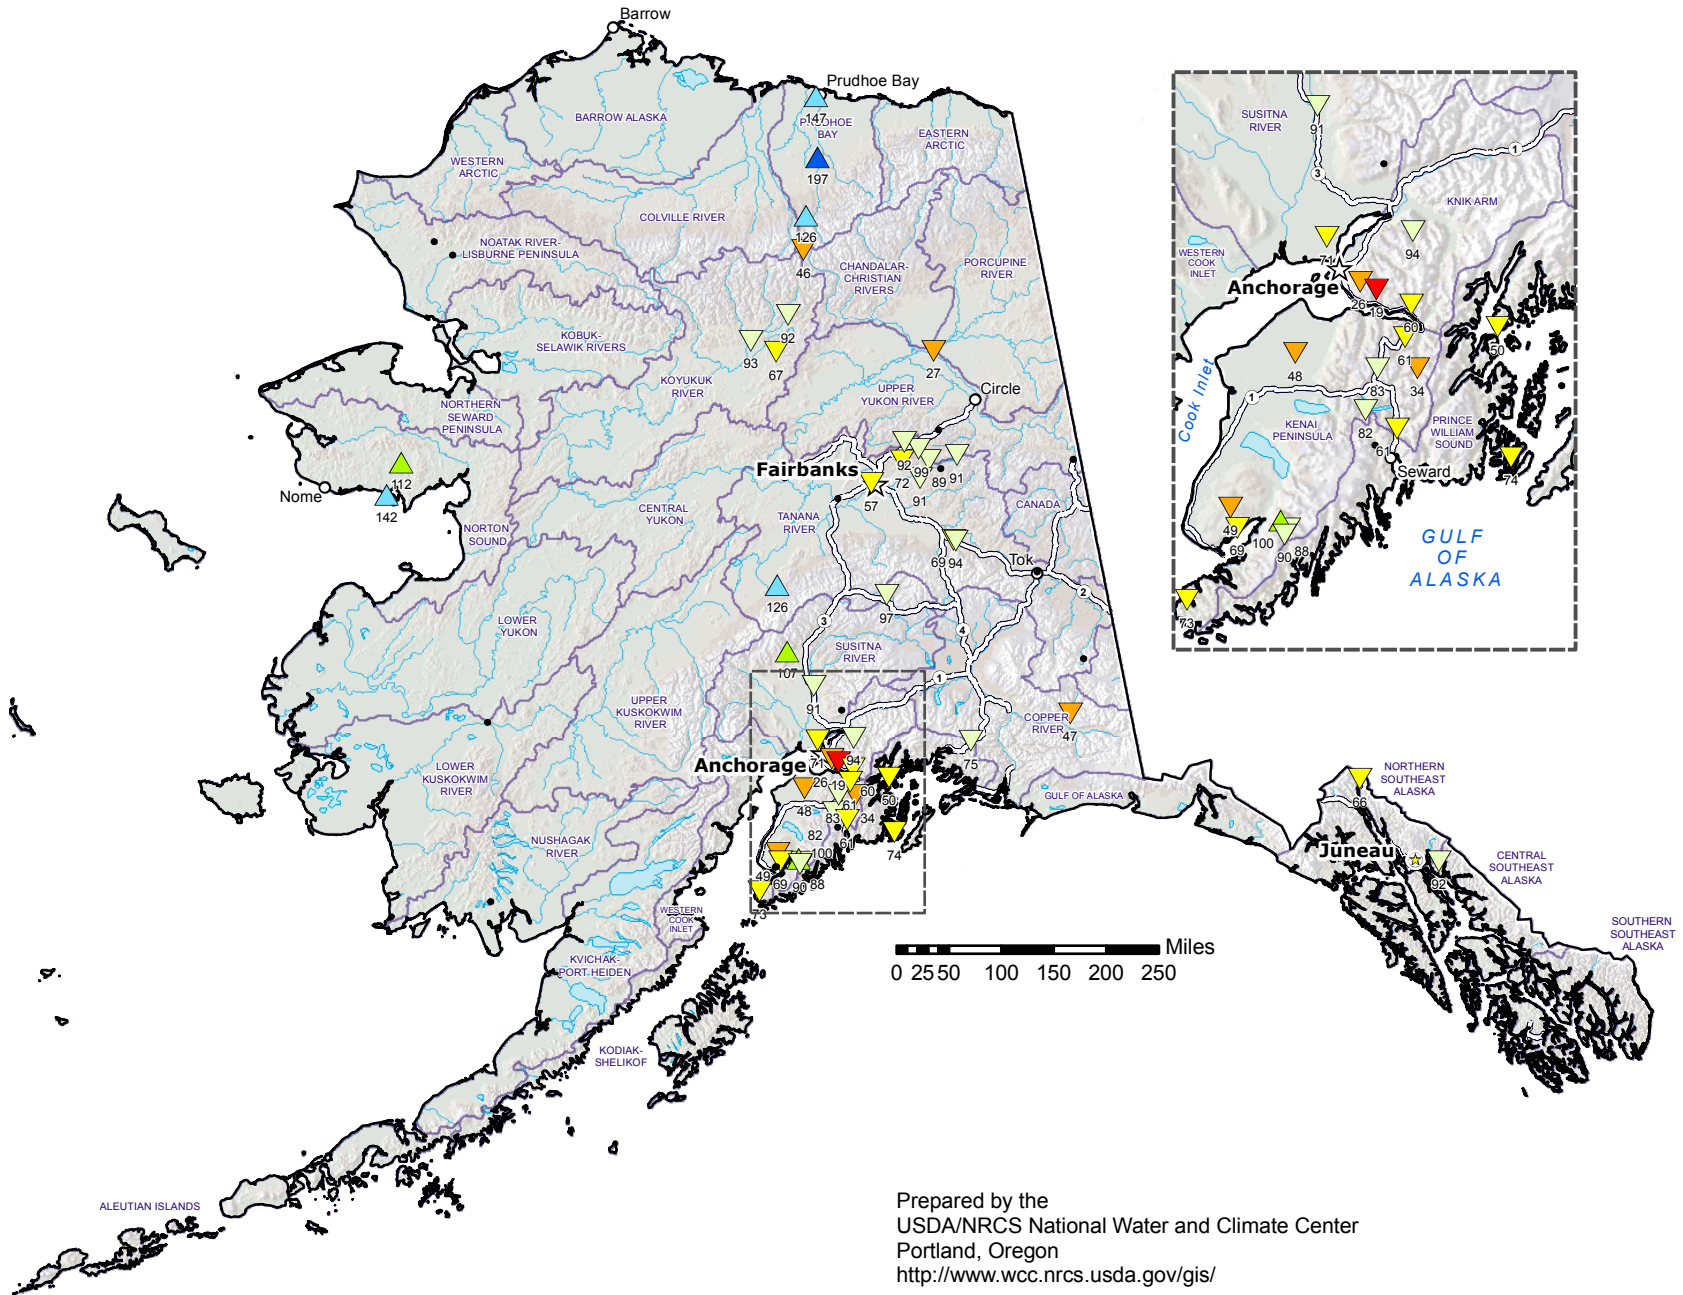 Barrow
Prudhoe Bay
BARROW ALASKA
147
PRUDHOE
BAY
EASTERN
ARCTIC
WESTERN
ARCTIC
197
COLVILLE RIVER
126
46
NOATAK RIVER-
LISBURNE PENINSULA
CHANDALAR-
CHRISTIAN
RIVERS
PORCUPINE
RIVER
KOBUK-
SELAWIK RIVERS
92
93
67
27
KOYUKUK
RIVER
UPPER
YUKON RIVER
Circle
NORTHERN
SEWARD
PENINSULA
Fairbanks
92
99
72
89
91
91
57
112
Nome
142
NORTON
SOUND
CENTRAL
YUKON
TANANA
RIVER
CANADA
69
94
Tok
2
126
97
3
4
LOWER
YUKON
SUSITNA
RIVER
107
1
91
UPPER
KUSKOKWIM
RIVER
COPPER
RIVER
47
LOWER
KUSKOKWIM
RIVER
Anchorage
71
94
75
26
19
60
50
48
83
61
34
82
61
74
GULF OF ALASKA
NUSHAGAK
RIVER
49
69
100
90
88
73
WESTERN
COOK
INLET
KVICHAK-
PORT HEIDEN
KODIAK-
SHELIKOF
ALEUTIAN ISLANDS
Miles
0 25 50 100 150 200 250
NORTHERN
SOUTHEAST
ALASKA
66
Juneau
92
CENTRAL
SOUTHEAST
ALASKA
SOUTHERN
SOUTHEAST
ALASKA
SUSITNA
RIVER
91
1
3
KNIK ARM
94
WESTERN
COOK
INLET
71
Anchorage
26
19
60
50
61
48
34
83
Cook Inlet
1
KENAI
PENINSULA
82
PRINCE
WILLIAM
SOUND
61
Seward
74
49
69
100
90
88
73
GULF
OF
ALASKA
Prepared by the
USDA/NRCS National Water and Climate Center
Portland, Oregon
http://www.wcc.nrcs.usda.gov/gis/